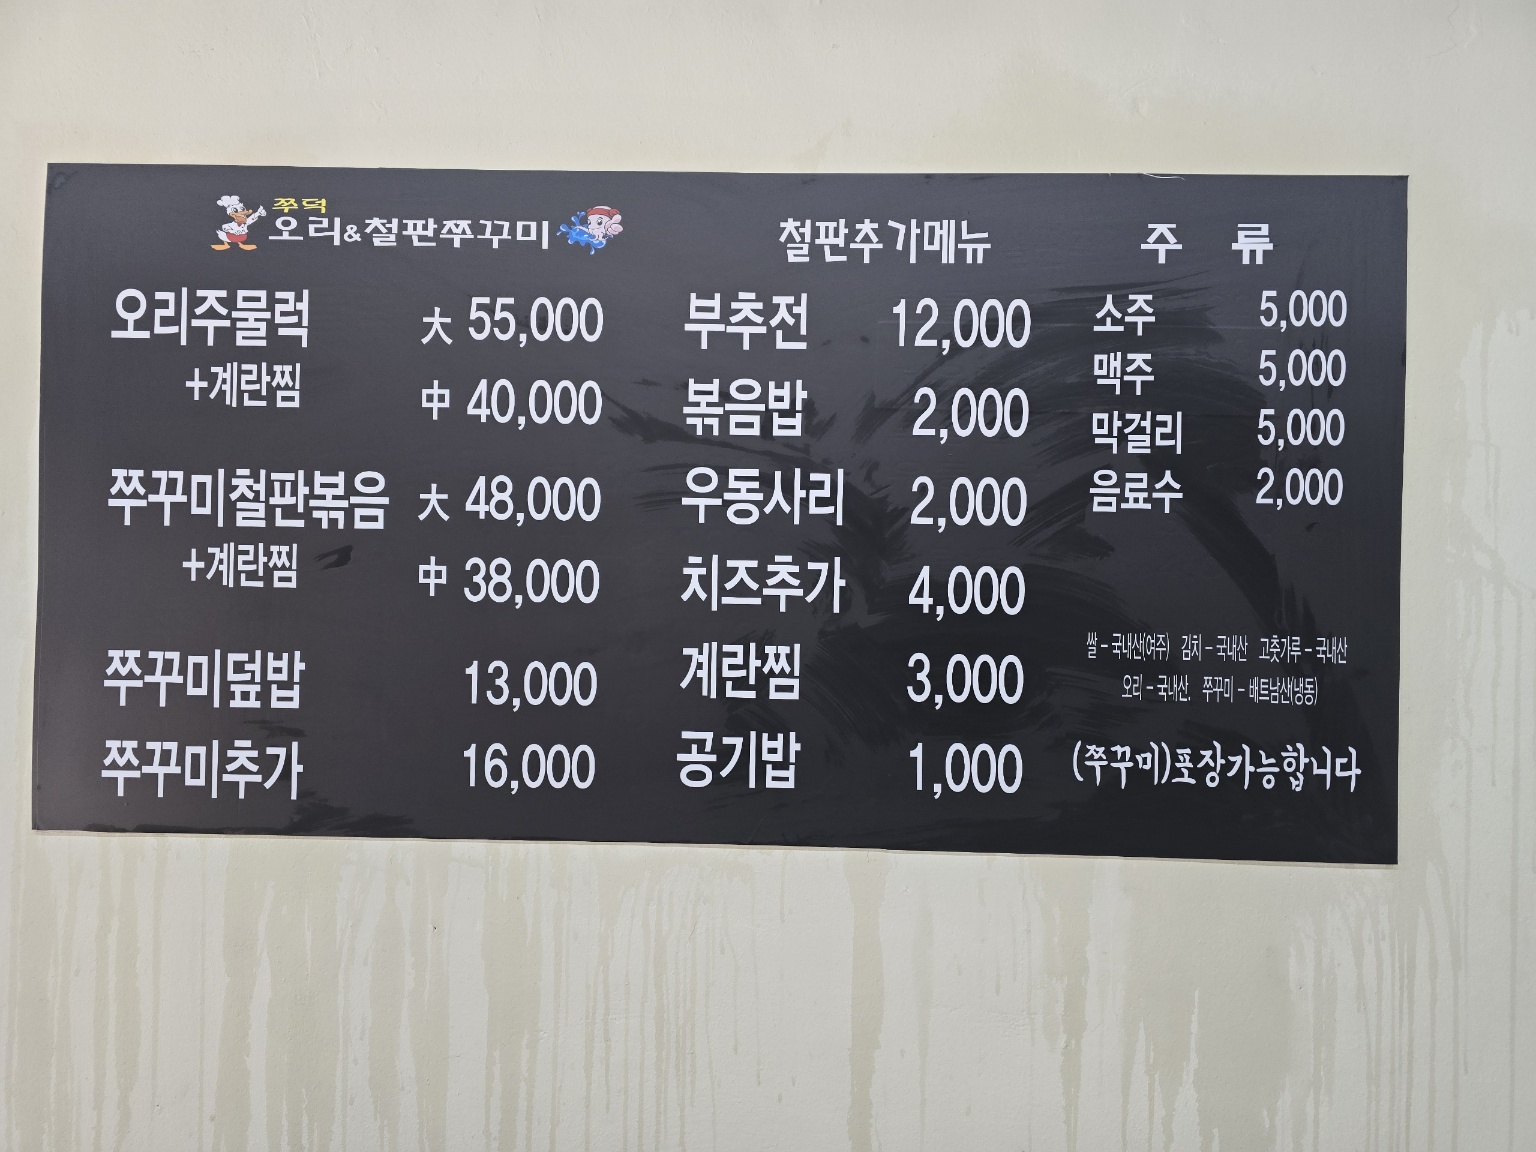 쭈덕
오리&철판쭈꾸미
오리주물럭 大 55,000
+계란찜 中 40,000
쭈꾸미철판볶음 大 48,000
+계란찜 中 38,000
쭈꾸미덮밥 13,000
쭈꾸미추가 16,000
철판추가메뉴
부추전 12,000
볶음밥 2,000
우동사리 2,000
치즈추가 4,000
계란찜 3,000
공기밥 1,000
주 류
소주 5,000
맥주 5,000
막걸리 5,000
음료수 2,000
쌀 - 국내산(여주) 김치 - 국내산 고춧가루 - 국내산
오리 - 국내산, 쭈꾸미 - 베트남산(냉동)
(쭈꾸미)포장가능합니다